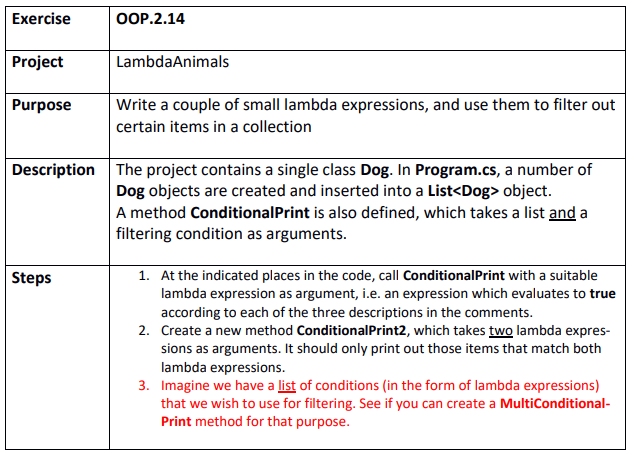 Exercise OOP.2.14
Project LambdaAnimals
Purpose Write a couple of small lambda expressions, and use them to filter out
certain items in a collection
Description The project contains a single class Dog. In Program.cs, a number of
Dog objects are created and inserted into a List<Dog> object.
A method ConditionalPrint is also defined, which takes a list and a
filtering condition as arguments.
Steps 1. At the indicated places in the code, call ConditionalPrint with a suitable
lambda expression as argument, i.e. an expression which evaluates to true
according to each of the three descriptions in the comments.
2. Create a new method ConditionalPrint2, which takes two lambda expres-
sions as arguments. It should only print out those items that match both
lambda expressions.
3. Imagine we have a list of conditions (in the form of lambda expressions)
that we wish to use for filtering. See if you can create a MultiConditional-
Print method for that purpose.